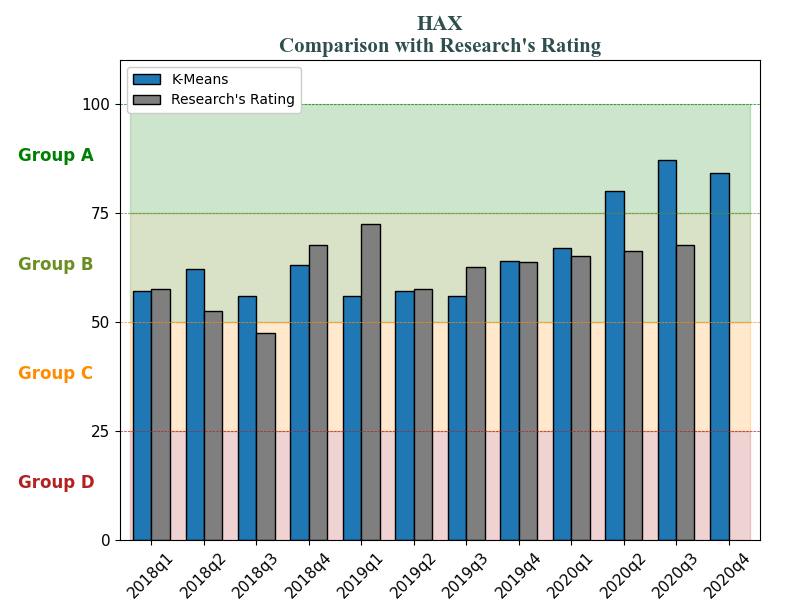 HAX
Comparison with Research's Rating
K-Means
Research's Rating
100
Group A
75
Group B
50
Group C
25
Group D
0
2018q1
2018q2
2018q3
2018q4
2019q1
2019q2
2019q3
2019q4
2020q1
2020q2
2020q3
2020q4